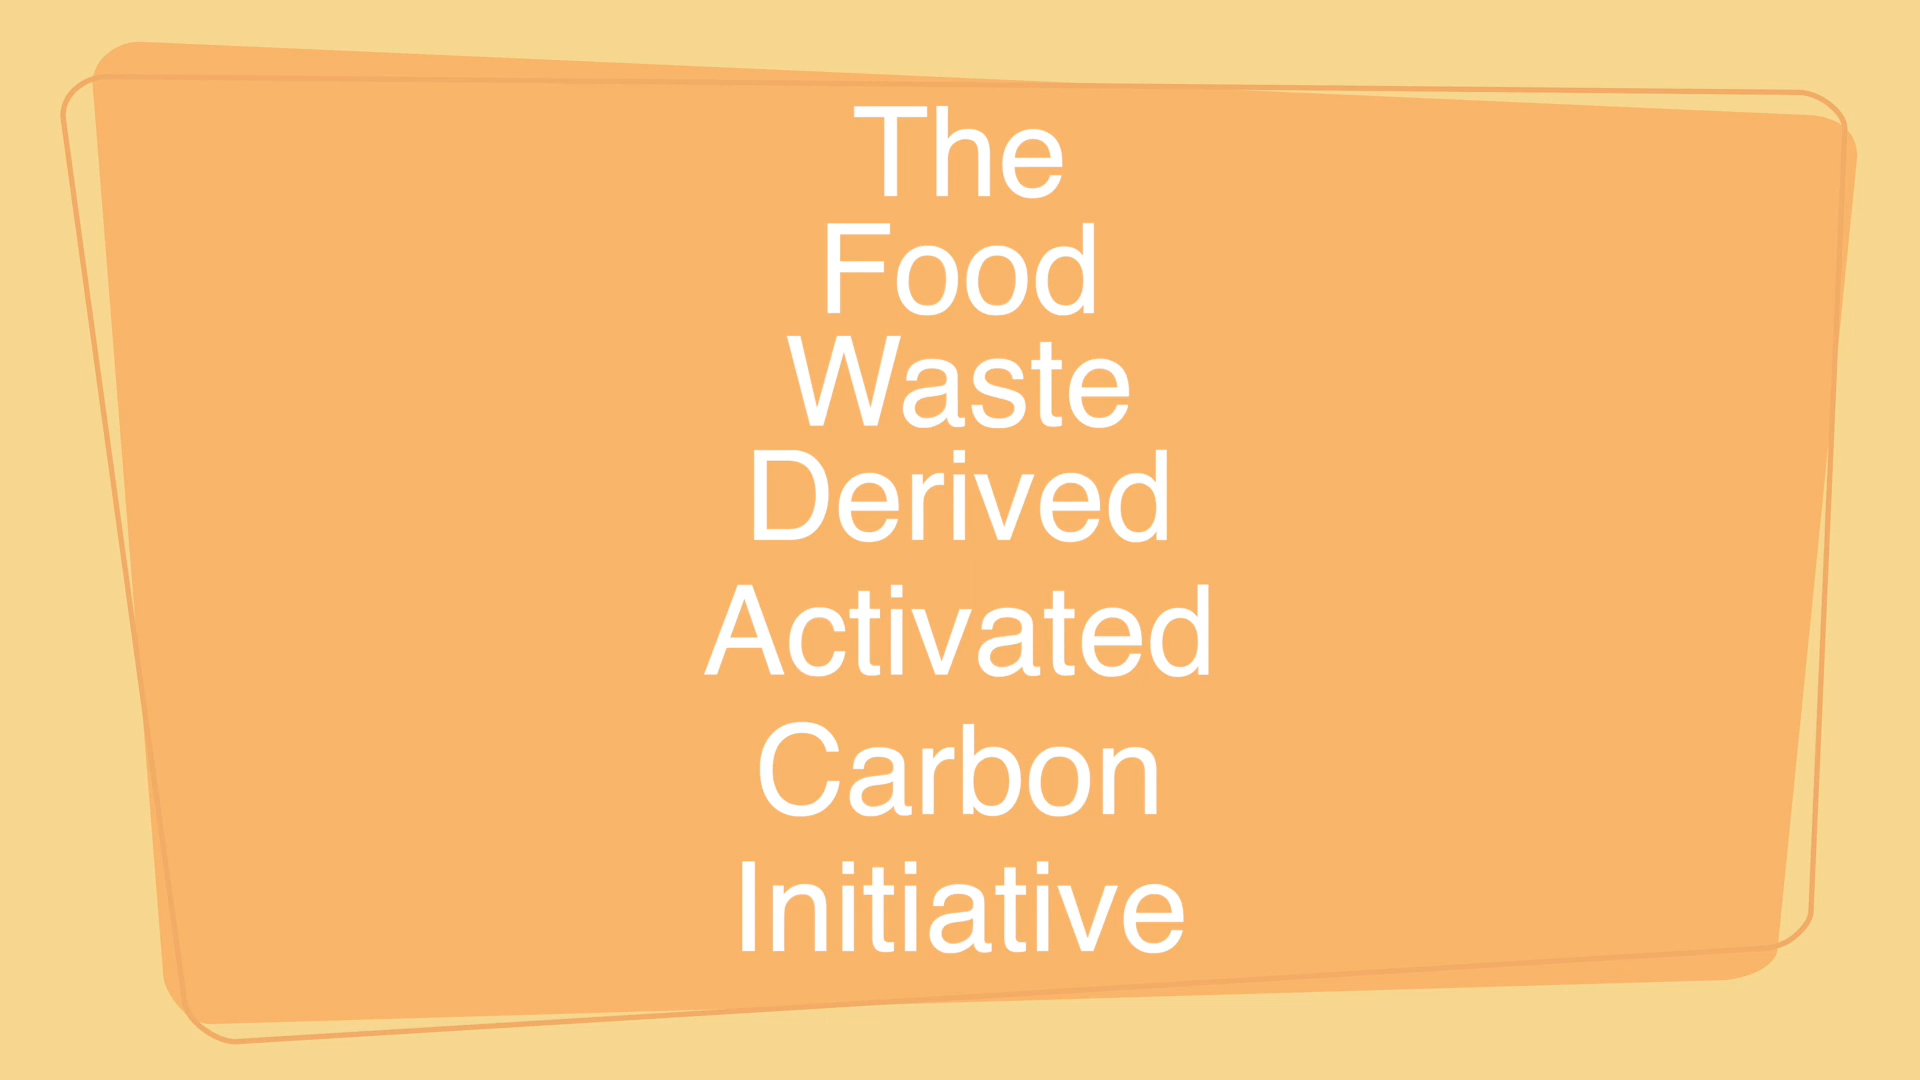 The
Food
Waste
Derived
Activated
Carbon
Initiative